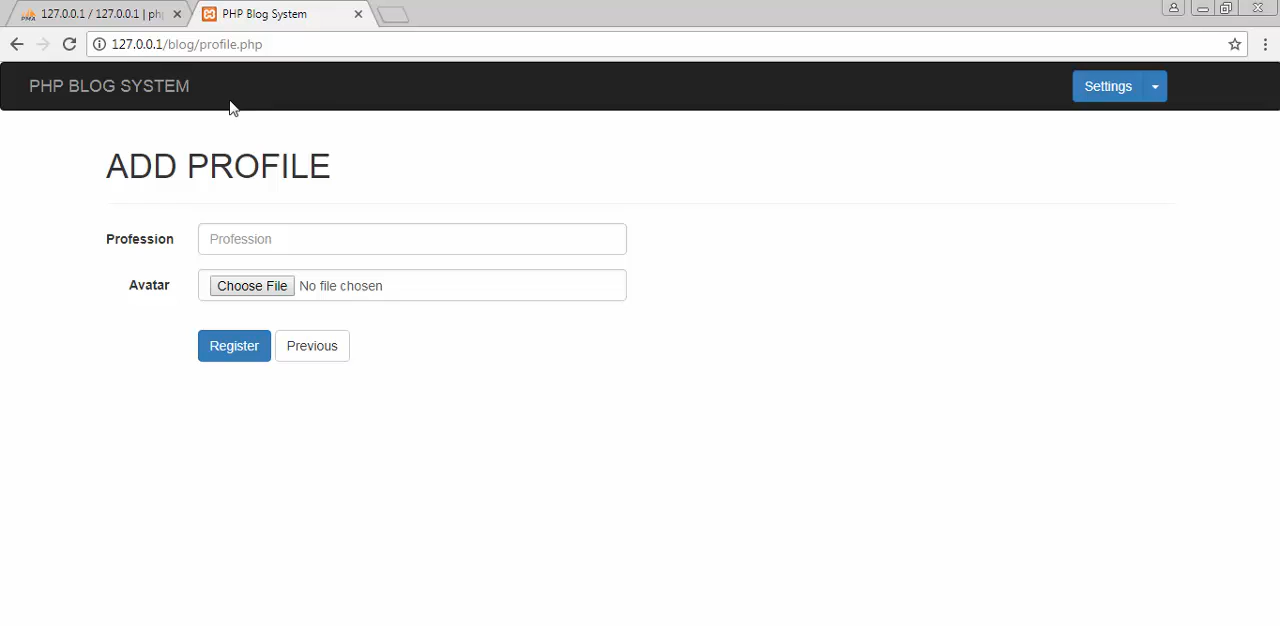 127.0.0.1 / 127.0.0.1 | ph
PHP Blog System
127.0.0.1/blog/profile.php
PHP BLOG SYSTEM
Settings
ADD PROFILE
Profession
Profession
Avatar
Choose File No file chosen
Register
Previous